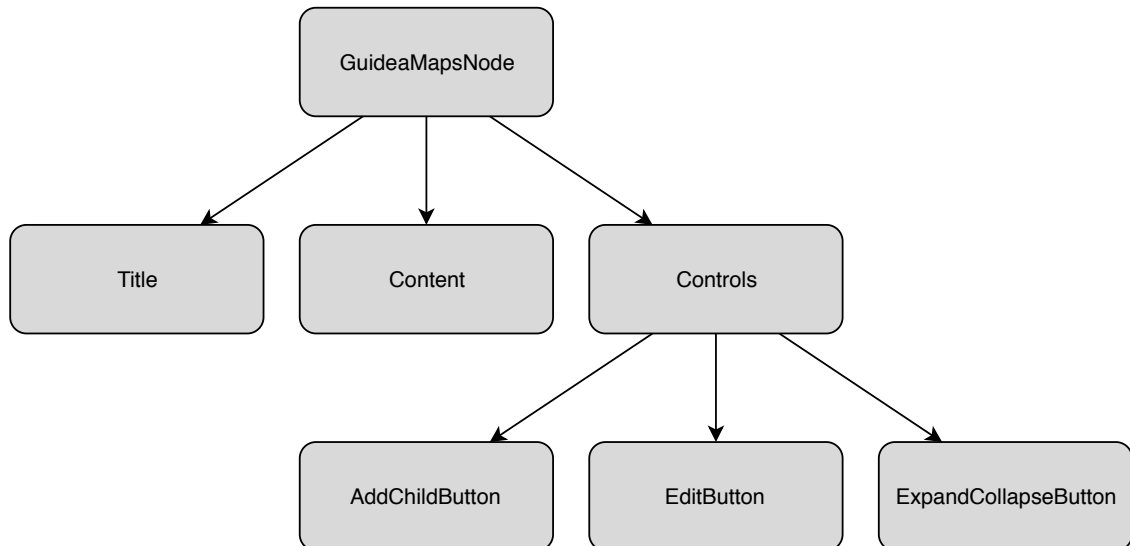 GuideaMapsNode
Title
Content
Controls
AddChildButton
EditButton
ExpandCollapseButton